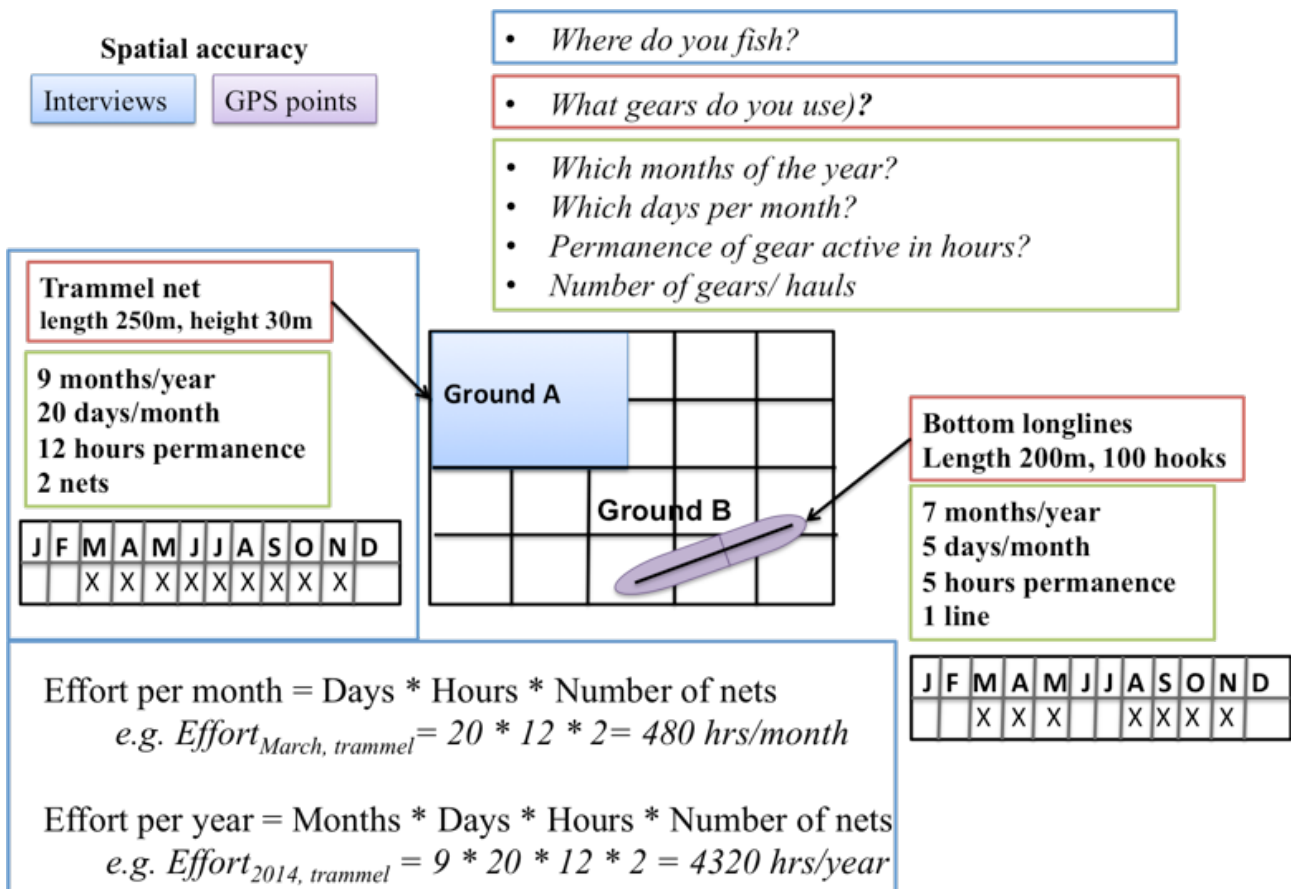 Spatial accuracy
Interviews
GPS points
• Where do you fish?
• What gears do you use)?
• Which months of the year?
• Which days per month?
• Permanence of gear active in hours?
• Number of gears/ hauls
Trammel net
length 250m, height 30m
9 months/year
20 days/month
12 hours permanence
2 nets
J F M A M J J A S O N D
X X X X X X X X X
Ground A
Ground B
Bottom longlines
Length 200m, 100 hooks
7 months/year
5 days/month
5 hours permanence
1 line
J F M A M J J A S O N D
X X X X X X X
Effort per month = Days * Hours * Number of nets
e.g. Effort March, trammel = 20 * 12 * 2= 480 hrs/month
Effort per year = Months * Days * Hours * Number of nets
e.g. Effort 2014, trammel = 9 * 20 * 12 * 2 = 4320 hrs/year